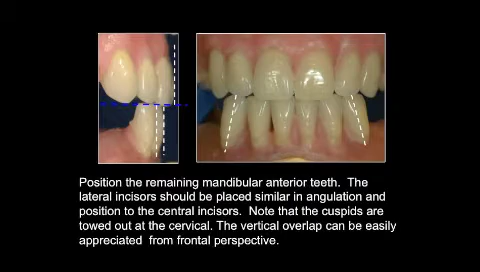 Position the remaining mandibular anterior teeth.  The
lateral incisors should be placed similar in angulation and
position to the central incisors.  Note that the cuspids are
towed out at the cervical. The vertical overlap can be easily
appreciated  from frontal perspective.